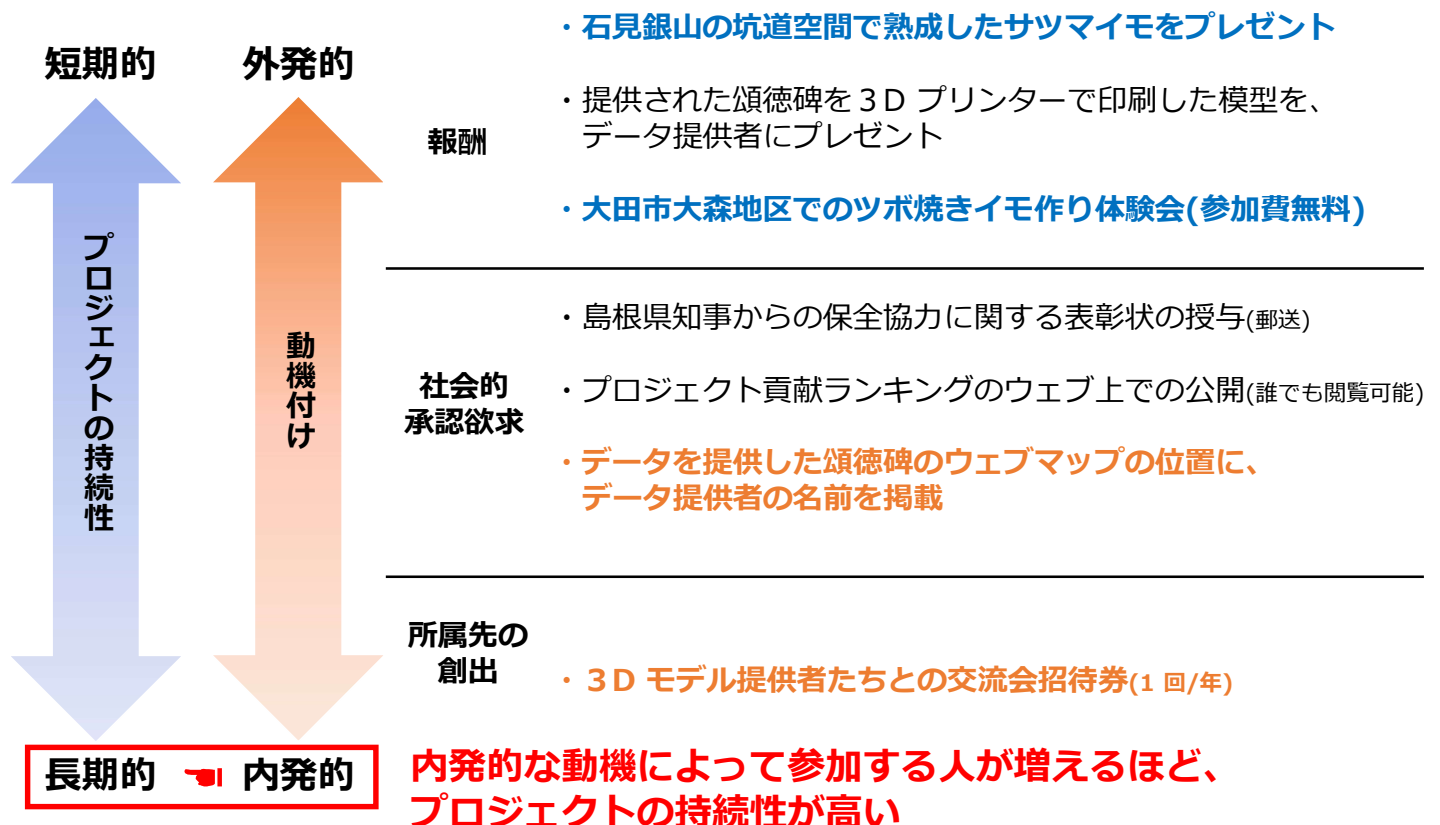 短期的
外発的
プロジェクトの持続性
動機付け
報酬
・石見銀山の坑道空間で熟成したサツマイモをプレゼント
・提供された頌徳碑を３D プリンターで印刷した模型を、
データ提供者にプレゼント
・大田市大森地区でのツボ焼きイモ作り体験会(参加費無料)
社会的
承認欲求
・島根県知事からの保全協力に関する表彰状の授与(郵送)
・プロジェクト貢献ランキングのウェブ上での公開(誰でも閲覧可能)
・データを提供した頌徳碑のウェブマップの位置に、
データ提供者の名前を掲載
所属先の
創出
・３D モデル提供者たちとの交流会招待券(1 回/年)
長期的 ☚ 内発的
内発的な動機によって参加する人が増えるほど、
プロジェクトの持続性が高い